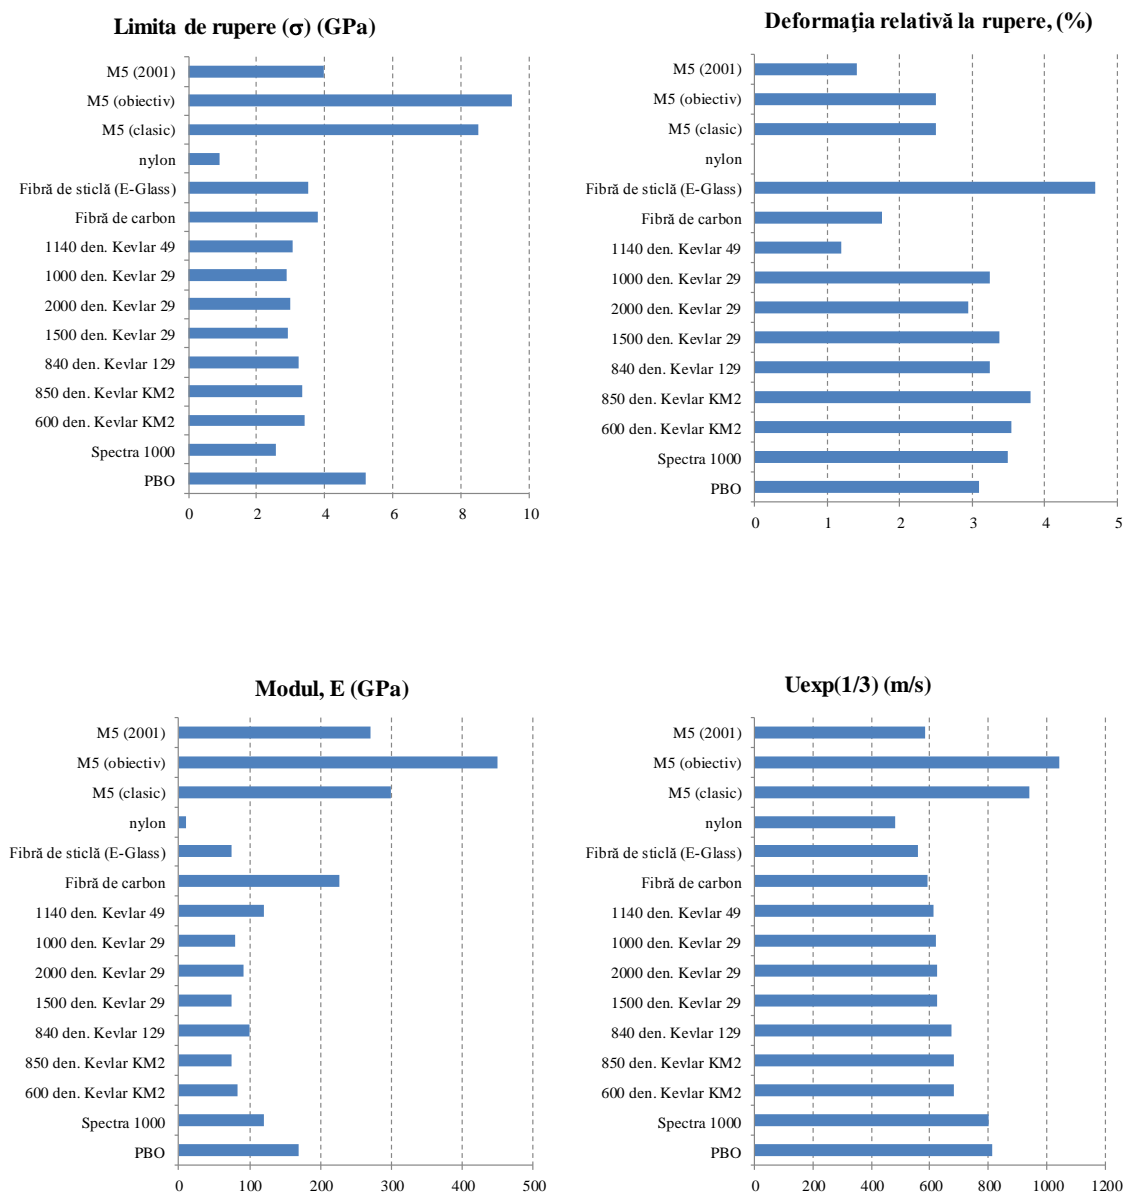 Limita de rupere (σ) (GPa)
M5 (2001)
M5 (obiectiv)
M5 (clasic)
nylon
Fibră de sticlă (E-Glass)
Fibră de carbon
1140 den. Kevlar 49
1000 den. Kevlar 29
2000 den. Kevlar 29
1500 den. Kevlar 29
840 den. Kevlar 129
850 den. Kevlar KM2
600 den. Kevlar KM2
Spectra 1000
PBO
0 2 4 6 8 10
Deformaţia relativă la rupere, (%)
M5 (2001)
M5 (obiectiv)
M5 (clasic)
nylon
Fibră de sticlă (E-Glass)
Fibră de carbon
1140 den. Kevlar 49
1000 den. Kevlar 29
2000 den. Kevlar 29
1500 den. Kevlar 29
840 den. Kevlar 129
850 den. Kevlar KM2
600 den. Kevlar KM2
Spectra 1000
PBO
0 1 2 3 4 5
Modul, E (GPa)
M5 (2001)
M5 (obiectiv)
M5 (clasic)
nylon
Fibră de sticlă (E-Glass)
Fibră de carbon
1140 den. Kevlar 49
1000 den. Kevlar 29
2000 den. Kevlar 29
1500 den. Kevlar 29
840 den. Kevlar 129
850 den. Kevlar KM2
600 den. Kevlar KM2
Spectra 1000
PBO
0 100 200 300 400 500
Uexp(1/3) (m/s)
M5 (2001)
M5 (obiectiv)
M5 (clasic)
nylon
Fibră de sticlă (E-Glass)
Fibră de carbon
1140 den. Kevlar 49
1000 den. Kevlar 29
2000 den. Kevlar 29
1500 den. Kevlar 29
840 den. Kevlar 129
850 den. Kevlar KM2
600 den. Kevlar KM2
Spectra 1000
PBO
0 200 400 600 800 1000 1200